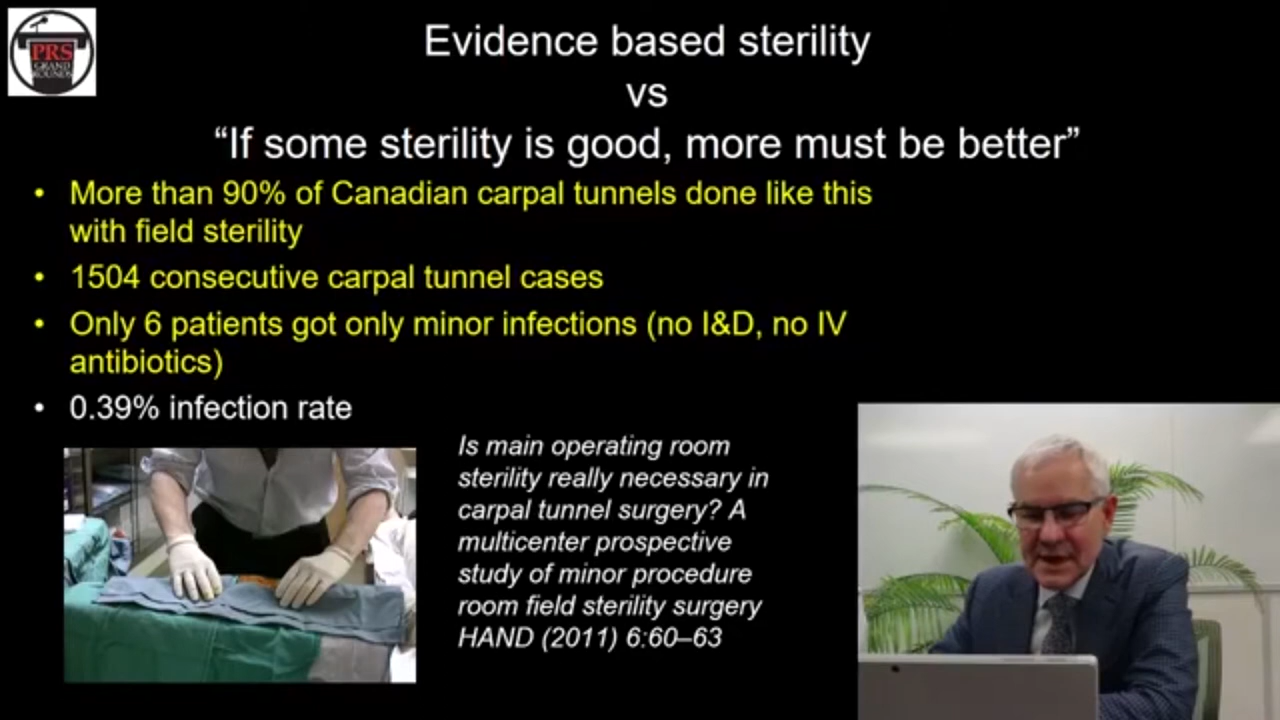 PRS
GRAND
ROUNDS
Evidence based sterility
vs
“If some sterility is good, more must be better”
• More than 90% of Canadian carpal tunnels done like this
with field sterility
• 1504 consecutive carpal tunnel cases
• Only 6 patients got only minor infections (no I&D, no IV
antibiotics)
• 0.39% infection rate
Is main operating room
sterility really necessary in
carpal tunnel surgery? A
multicenter prospective
study of minor procedure
room field sterility surgery
HAND (2011) 6:60–63